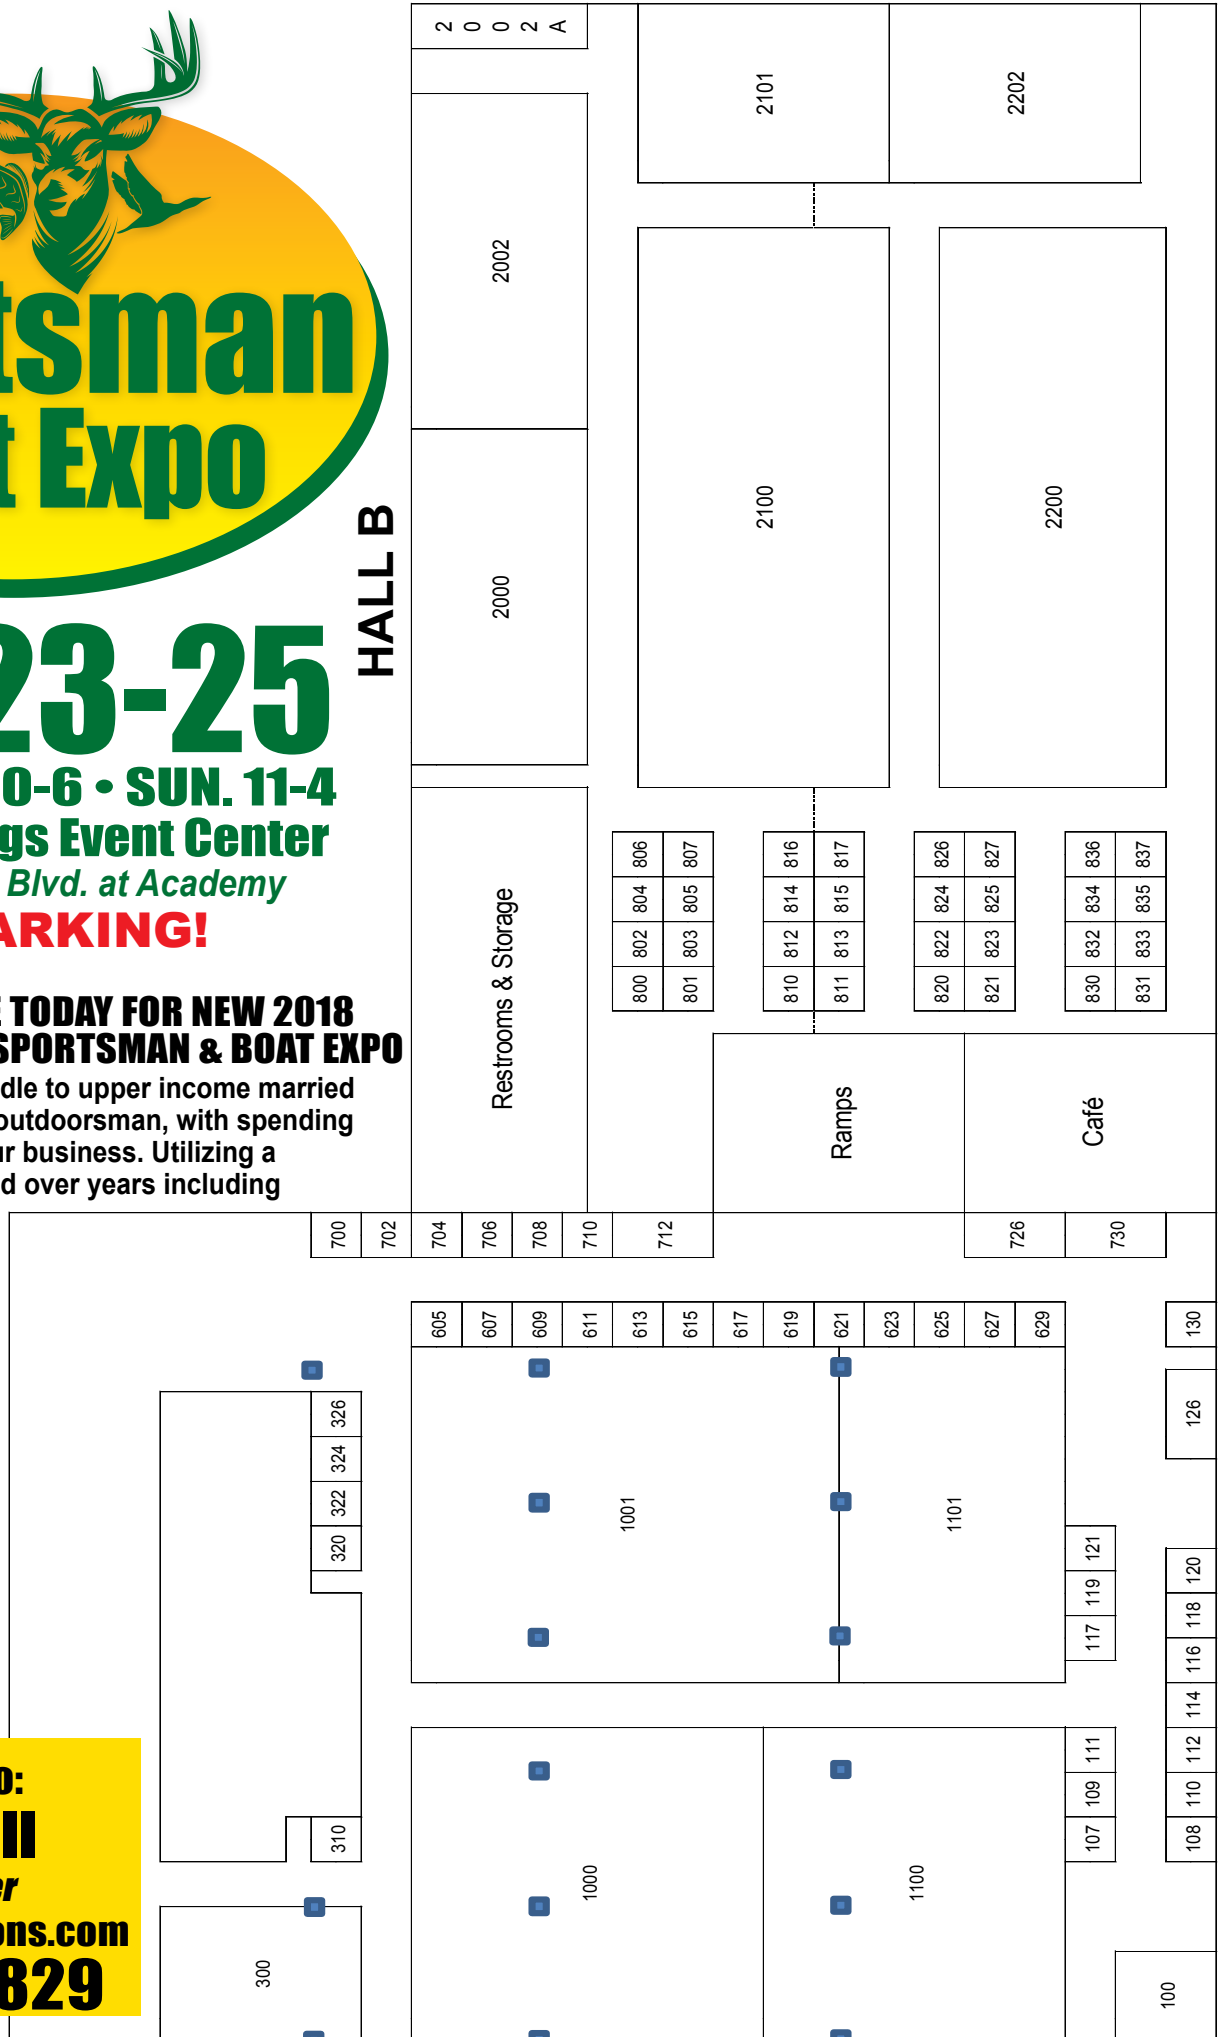 tsman
t Expo
23-25
0-6 • SUN. 11-4
gs Event Center
Blvd. at Academy
ARKING!
E TODAY FOR NEW 2018
SPORTSMAN & BOAT EXPO
dle to upper income married
outdoorsman, with spending
ur business. Utilizing a
d over years including
O:
ll
er
ons.com
829
HALL B
2002A
2101
2202
2002
2100
2200
2000
806 807 816 817 826 827 836 837
804 805 814 815 824 825 834 835
802 803 812 813 822 823 832 833
800 801 810 811 820 821 830 831
Restrooms & Storage
Ramps
Café
700 702 704 706 708 710 712 726 730
605 607 609 611 613 615 617 619 621 623 625 627 629 130
326
324
322
320
126
1001
1101
121
119
117
120
118
116
114
112
110
108
111
109
107
310
1000
1100
300
100